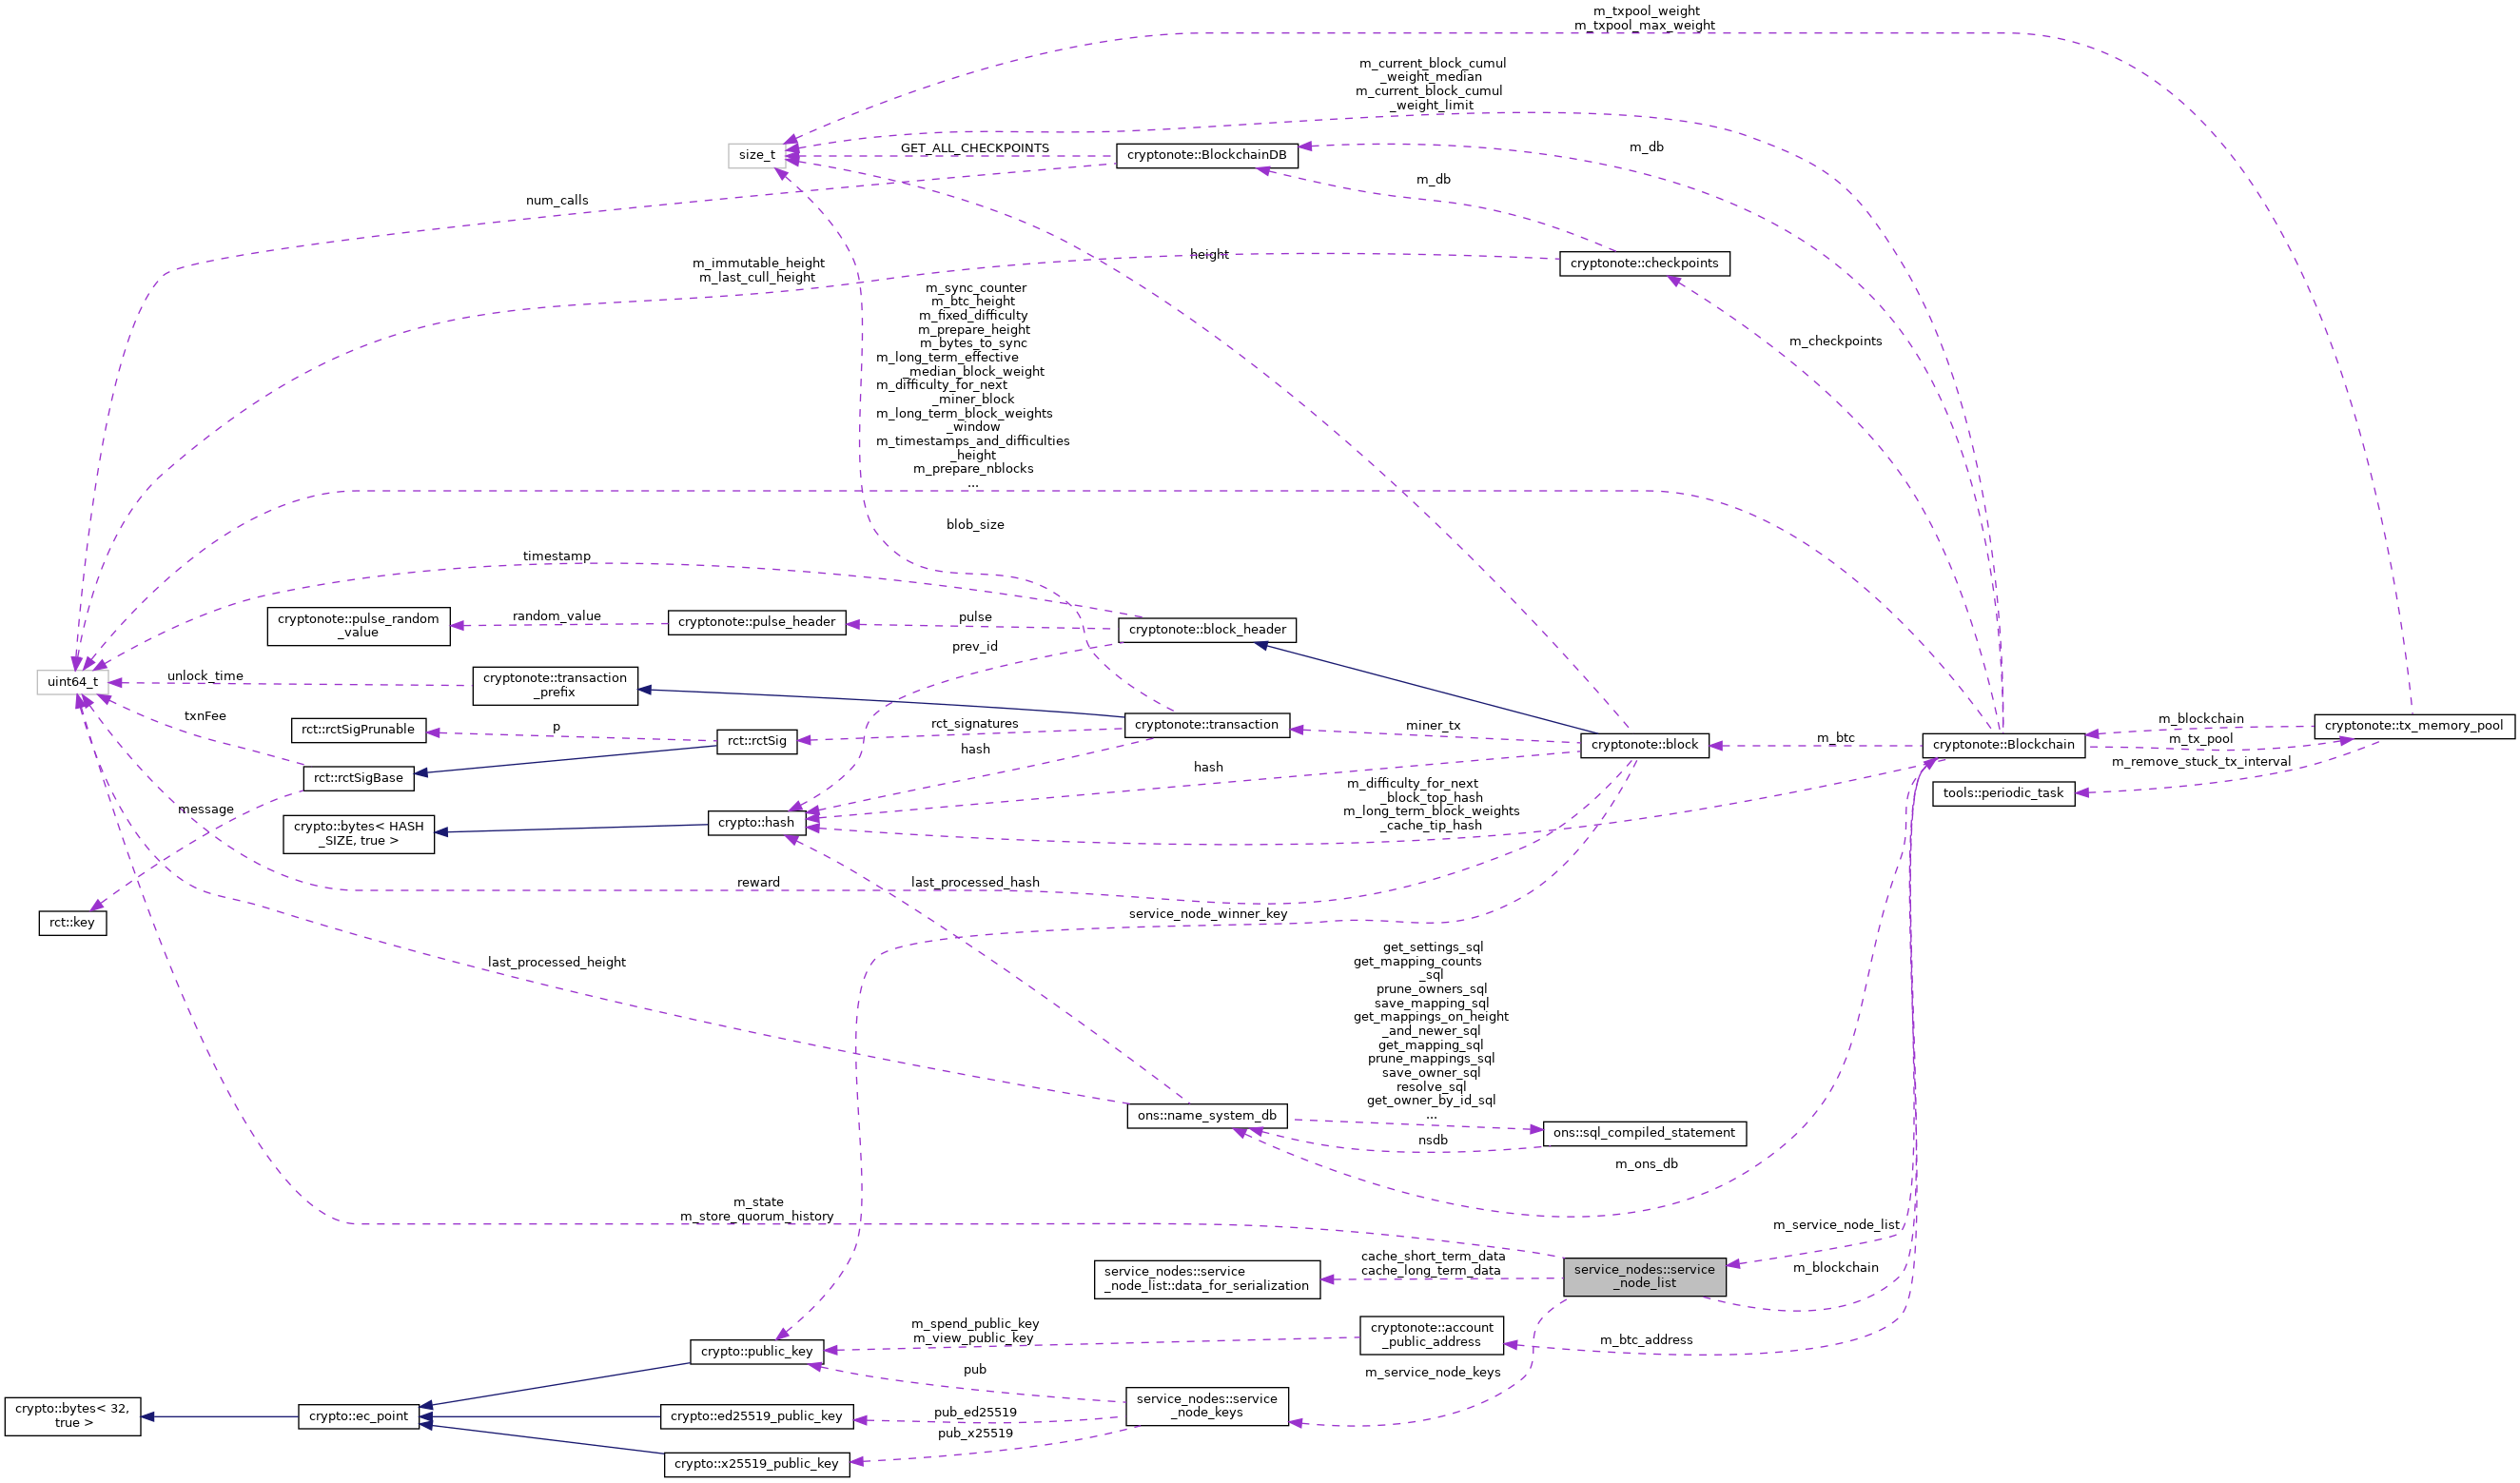 m_txpool_weight
m_txpool_max_weight
m_current_block_cumul
_weight_median
m_current_block_cumul
_weight_limit
size_t
GET_ALL_CHECKPOINTS
cryptonote::BlockchainDB
m_db
m_db
num_calls
height
m_immutable_height
m_last_cull_height
cryptonote::checkpoints
m_sync_counter
m_btc_height
m_fixed_difficulty
m_prepare_height
m_bytes_to_sync
m_long_term_effective
_median_block_weight
m_difficulty_for_next
_miner_block
m_long_term_block_weights
_window
m_timestamps_and_difficulties
_height
m_prepare_nblocks
...
m_checkpoints
blob_size
timestamp
cryptonote::pulse_random
_value
random_value
cryptonote::pulse_header
pulse
cryptonote::block_header
prev_id
uint64_t
unlock_time
cryptonote::transaction
_prefix
txnFee
rct::rctSigPrunable
p
rct::rctSig
rct_signatures
cryptonote::transaction
hash
miner_tx
cryptonote::block
m_btc
cryptonote::Blockchain
m_blockchain
m_tx_pool
cryptonote::tx_memory_pool
m_remove_stuck_tx_interval
tools::periodic_task
rct::rctSigBase
message
hash
m_difficulty_for_next
_block_top_hash
m_long_term_block_weights
_cache_tip_hash
crypto::bytes< HASH
_SIZE, true >
crypto::hash
reward
last_processed_hash
rct::key
service_node_winner_key
last_processed_height
get_settings_sql
get_mapping_counts
_sql
prune_owners_sql
save_mapping_sql
get_mappings_on_height
_and_newer_sql
get_mapping_sql
prune_mappings_sql
save_owner_sql
resolve_sql
get_owner_by_id_sql
...
ons::name_system_db
ons::sql_compiled_statement
nsdb
m_ons_db
m_state
m_store_quorum_history
m_service_node_list
service_nodes::service
_node_list::data_for_serialization
cache_short_term_data
cache_long_term_data
service_nodes::service
_node_list
m_blockchain
m_spend_public_key
m_view_public_key
cryptonote::account
_public_address
m_btc_address
crypto::public_key
pub
m_service_node_keys
crypto::bytes< 32,
true >
crypto::ec_point
crypto::ed25519_public_key
pub_ed25519
service_nodes::service
_node_keys
pub_x25519
crypto::x25519_public_key